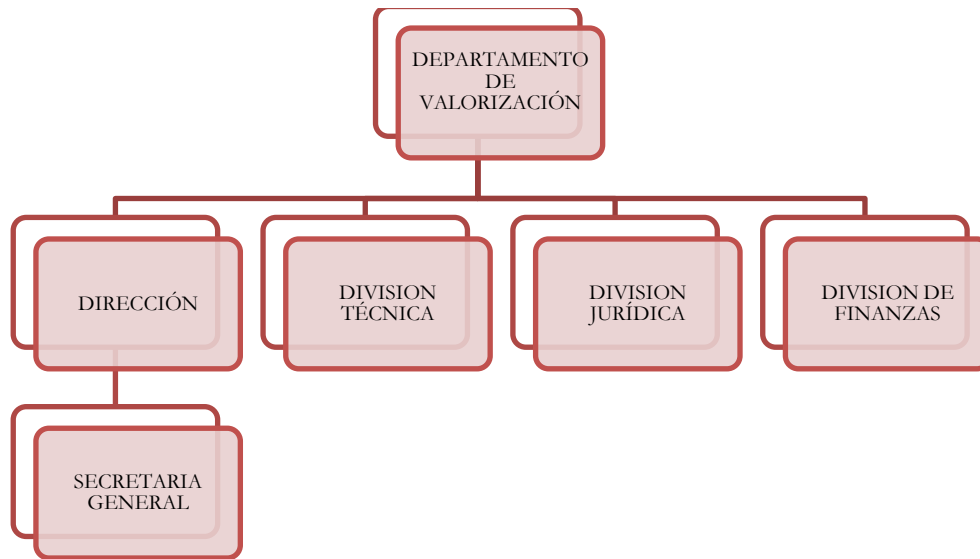 DEPARTAMENTO
DE
VALORIZACIÓN
DIRECCIÓN
DIVISION
TÉCNICA
DIVISION
JURÍDICA
DIVISION DE
FINANZAS
SECRETARIA
GENERAL